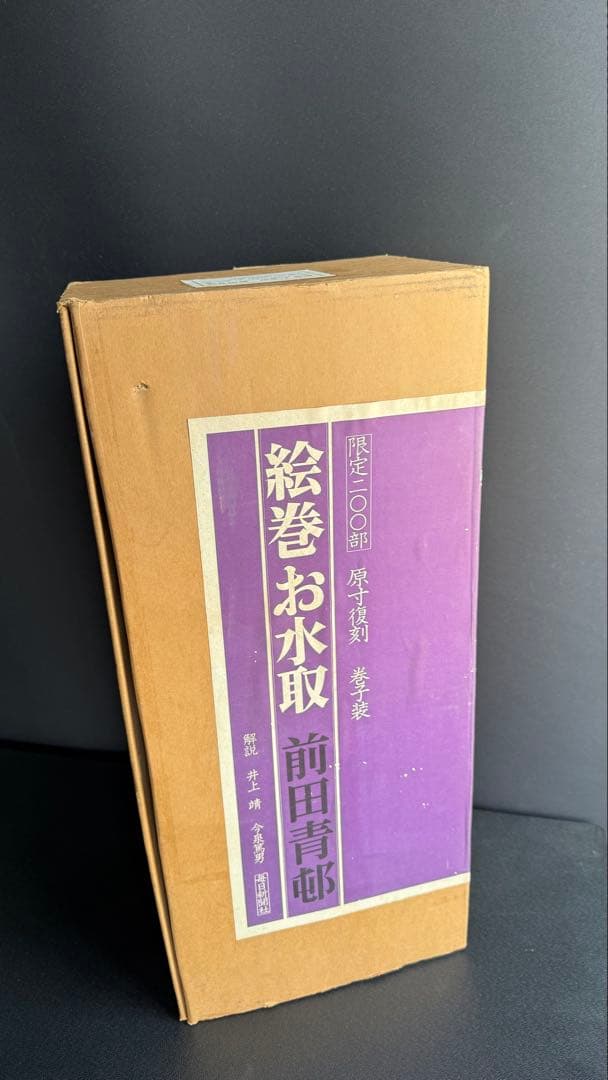 限定二〇〇部 原寸復刻 巻子装
絵巻お水取 前田青邨
解説 井上 靖 今泉篤男 毎日新聞社